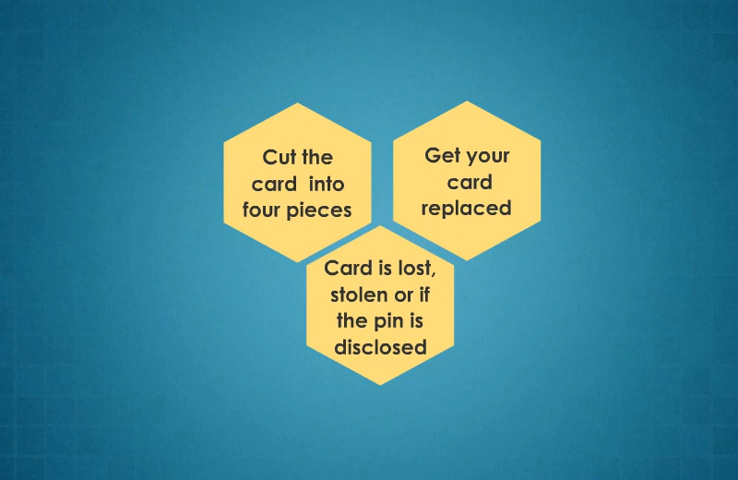 Cut the
card into
four pieces
Get your
card
replaced
Card is lost,
stolen or if
the pin is
disclosed